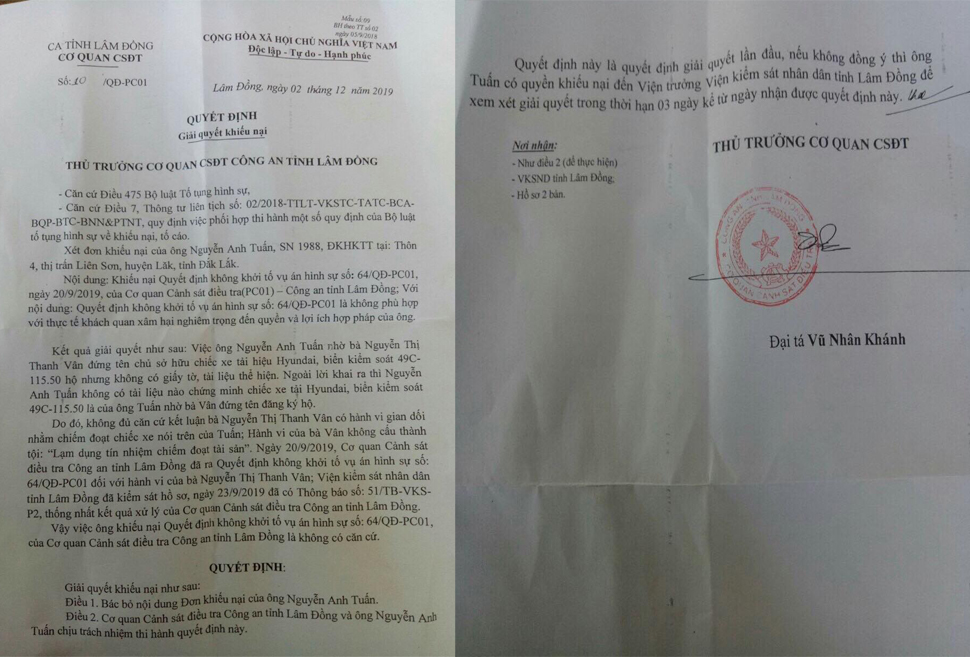 Mẫu số:09
BH theo TT số 02
ngày 05/9/2018
CA TỈNH LÂM ĐỒNG
CƠ QUAN CSĐT
Số:10 /QĐ-PC01
CỘNG HÒA XÃ HỘI CHỦ NGHĨA VIỆT NAM
Độc lập - Tự do - Hạnh phúc
Lâm Đồng, ngày 02 tháng 12 năm 2019
QUYẾT ĐỊNH
Giải quyết khiếu nại
THỦ TRƯỞNG CƠ QUAN CSĐT CÔNG AN TỈNH LÂM ĐỒNG
- Căn cứ Điều 475 Bộ luật Tố tụng hình sự,
- Căn cứ Điều 7, Thông tư liên tịch số: 02/2018-TTLT-VKSTC-TATC-BCA-
BQP-BTC-BNN&PTNT, quy định việc phối hợp thi hành một số quy định của Bộ luật
tố tụng hình sự về khiếu nại, tố cáo.
Xét đơn khiếu nại của ông Nguyễn Anh Tuấn, SN 1988, ĐKHKTT tại: Thôn
4, thị trấn Liên Sơn, huyện Lăk, tỉnh Đắk Lắk.
Nội dung: Khiếu nại Quyết định không khởi tố vụ án hình sự số: 64/QĐ-PC01,
ngày 20/9/2019, của Cơ quan Cảnh sát điều tra(PC01) – Công an tỉnh Lâm Đồng; Với
nội dung: Quyết định không khởi tố vụ án hình sự số: 64/QĐ-PC01 là không phù hợp
với thực tế khách quan xâm hại nghiêm trọng đến quyền và lợi ích hợp pháp của ông.
Kết quả giải quyết như sau: Việc ông Nguyễn Anh Tuấn nhờ bà Nguyễn Thị
Thanh Vân đứng tên chủ sở hữu chiếc xe tải hiệu Hyundai, biển kiểm soát 49C-
115.50 hộ nhưng không có giấy tờ, tài liệu thể hiện. Ngoài lời khai ra thì Nguyễn
Anh Tuấn không có tài liệu nào chứng minh chiếc xe tải Hyundai, biển kiểm soát
49C-115.50 là của ông Tuấn nhờ bà Vân đứng tên đăng ký hộ.
Do đó, không đủ căn cứ kết luận bà Nguyễn Thị Thanh Vân có hành vi gian dối
nhằm chiếm đoạt chiếc xe nói trên của Tuấn; Hành vi của bà Vân không cấu thành
tội: “Lạm dụng tín nhiệm chiếm đoạt tài sản”. Ngày 20/9/2019, Cơ quan Cảnh sát
điều tra Công an tỉnh Lâm Đồng đã ra Quyết định không khởi tố vụ án hình sự số:
64/QĐ-PC01 đối với hành vi của bà Nguyễn Thị Thanh Vân; Viện kiểm sát nhân dân
tỉnh Lâm Đồng đã kiểm sát hồ sơ, ngày 23/9/2019 đã có Thông báo số: 51/TB-VKS-
P2, thống nhất kết quả xử lý của Cơ quan Cảnh sát điều tra Công an tỉnh Lâm Đồng.
Vậy việc ông khiếu nại Quyết định không khởi tố vụ án hình sự số: 64/QĐ-PC01,
của Cơ quan Cảnh sát điều tra Công an tỉnh Lâm Đồng là không có căn cứ.
QUYẾT ĐỊNH:
Giải quyết khiếu nại như sau:
Điều 1. Bác bỏ nội dung Đơn khiếu nại của ông Nguyễn Anh Tuấn.
Điều 2. Cơ quan Cảnh sát điều tra Công an tỉnh Lâm Đồng và ông Nguyễn Anh
Tuấn chịu trách nhiệm thi hành quyết định này.
Quyết định này là quyết định giải quyết lần đầu, nếu không đồng ý thì ông
Tuấn có quyền khiếu nại đến Viện trưởng Viện kiểm sát nhân dân tỉnh Lâm Đồng để
xem xét giải quyết trong thời hạn 03 ngày kể từ ngày nhận được quyết định này.
Nơi nhận:
- Như điều 2 (để thực hiện)
- VKSND tỉnh Lâm Đồng;
- Hồ sơ 2 bản.
THỦ TRƯỞNG CƠ QUAN CSĐT
Đại tá Vũ Nhân Khánh